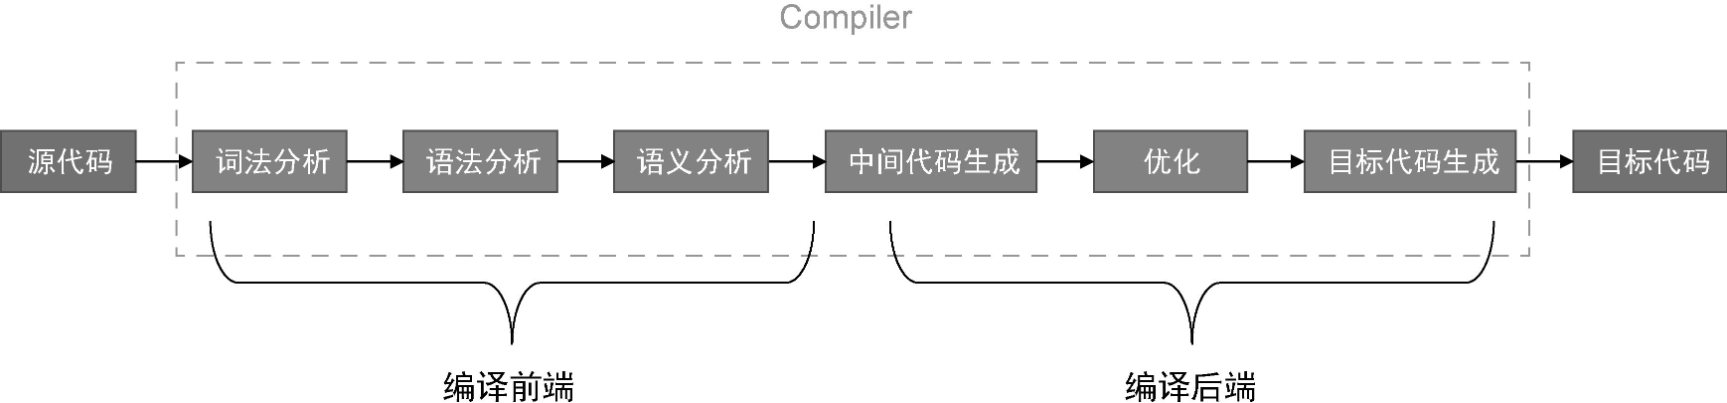 Compiler
源代码
词法分析
语法分析
语义分析
中间代码生成
优化
目标代码生成
目标代码
编译前端
编译后端